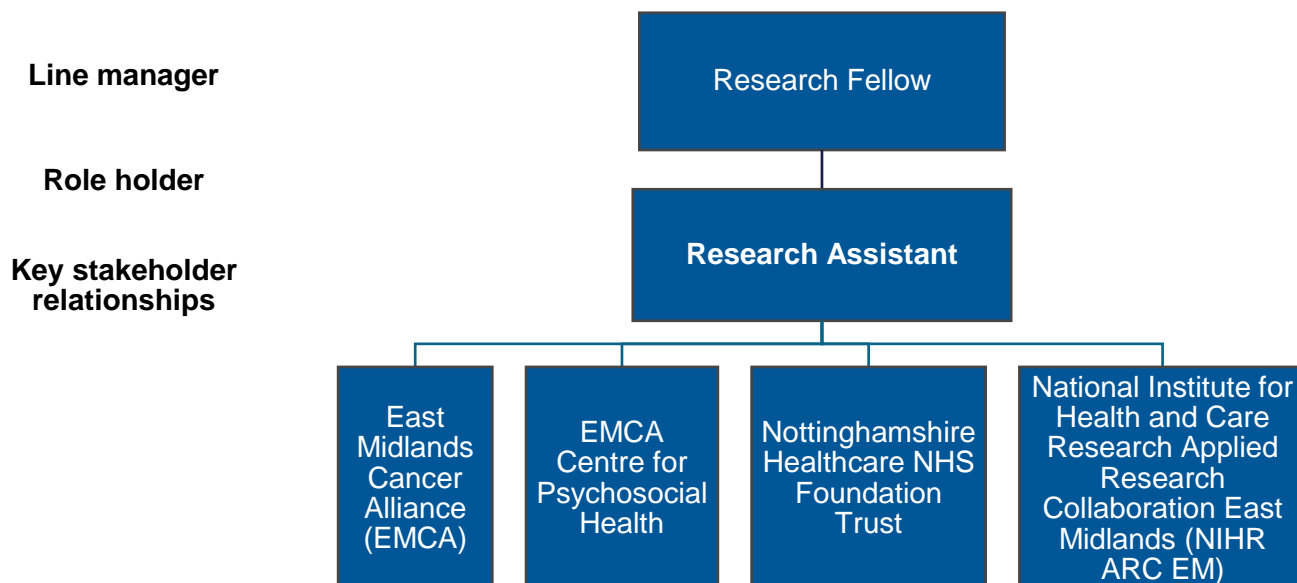 Line manager
Research Fellow
Role holder
Research Assistant
Key stakeholder
relationships
East
Midlands
Cancer
Alliance
(EMCA)
EMCA
Centre for
Psychosocial
Health
Nottinghamshire
Healthcare NHS
Foundation
Trust
National Institute for
Health and Care
Research Applied
Research
Collaboration East
Midlands (NIHR
ARC EM)